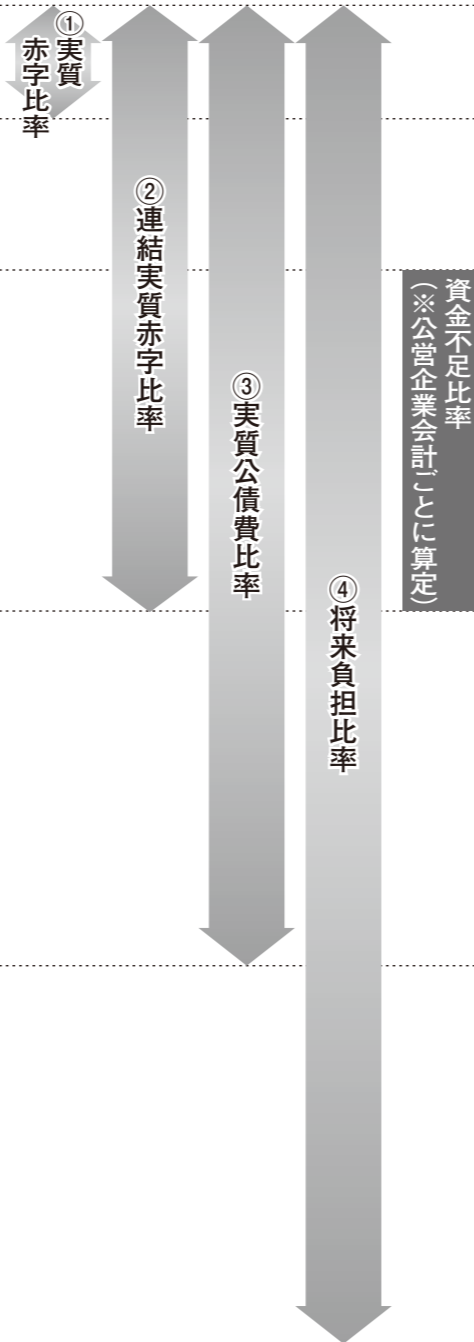 ①実質
赤字比率
②連結実質赤字比率
③実質公債費比率
④将来負担比率
資金不足比率
(※公営企業会計ごとに算定)